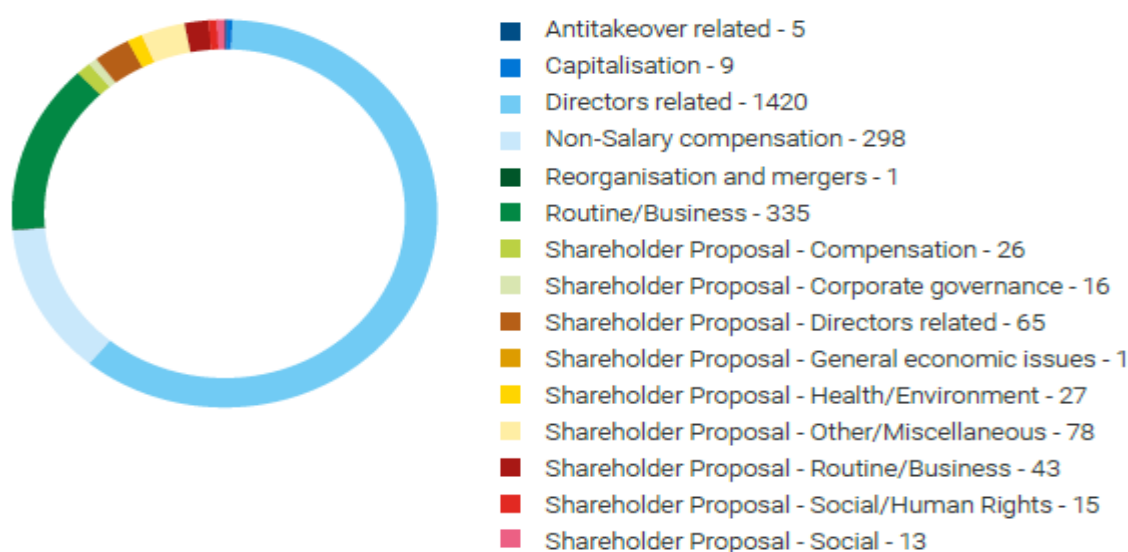 Antitakeover related - 5
Capitalisation - 9
Directors related - 1420
Non-Salary compensation - 298
Reorganisation and mergers - 1
Routine/Business - 335
Shareholder Proposal - Compensation - 26
Shareholder Proposal - Corporate governance - 16
Shareholder Proposal - Directors related - 65
Shareholder Proposal - General economic issues - 1
Shareholder Proposal - Health/Environment - 27
Shareholder Proposal - Other/Miscellaneous - 78
Shareholder Proposal - Routine/Business - 43
Shareholder Proposal - Social/Human Rights - 15
Shareholder Proposal - Social - 13